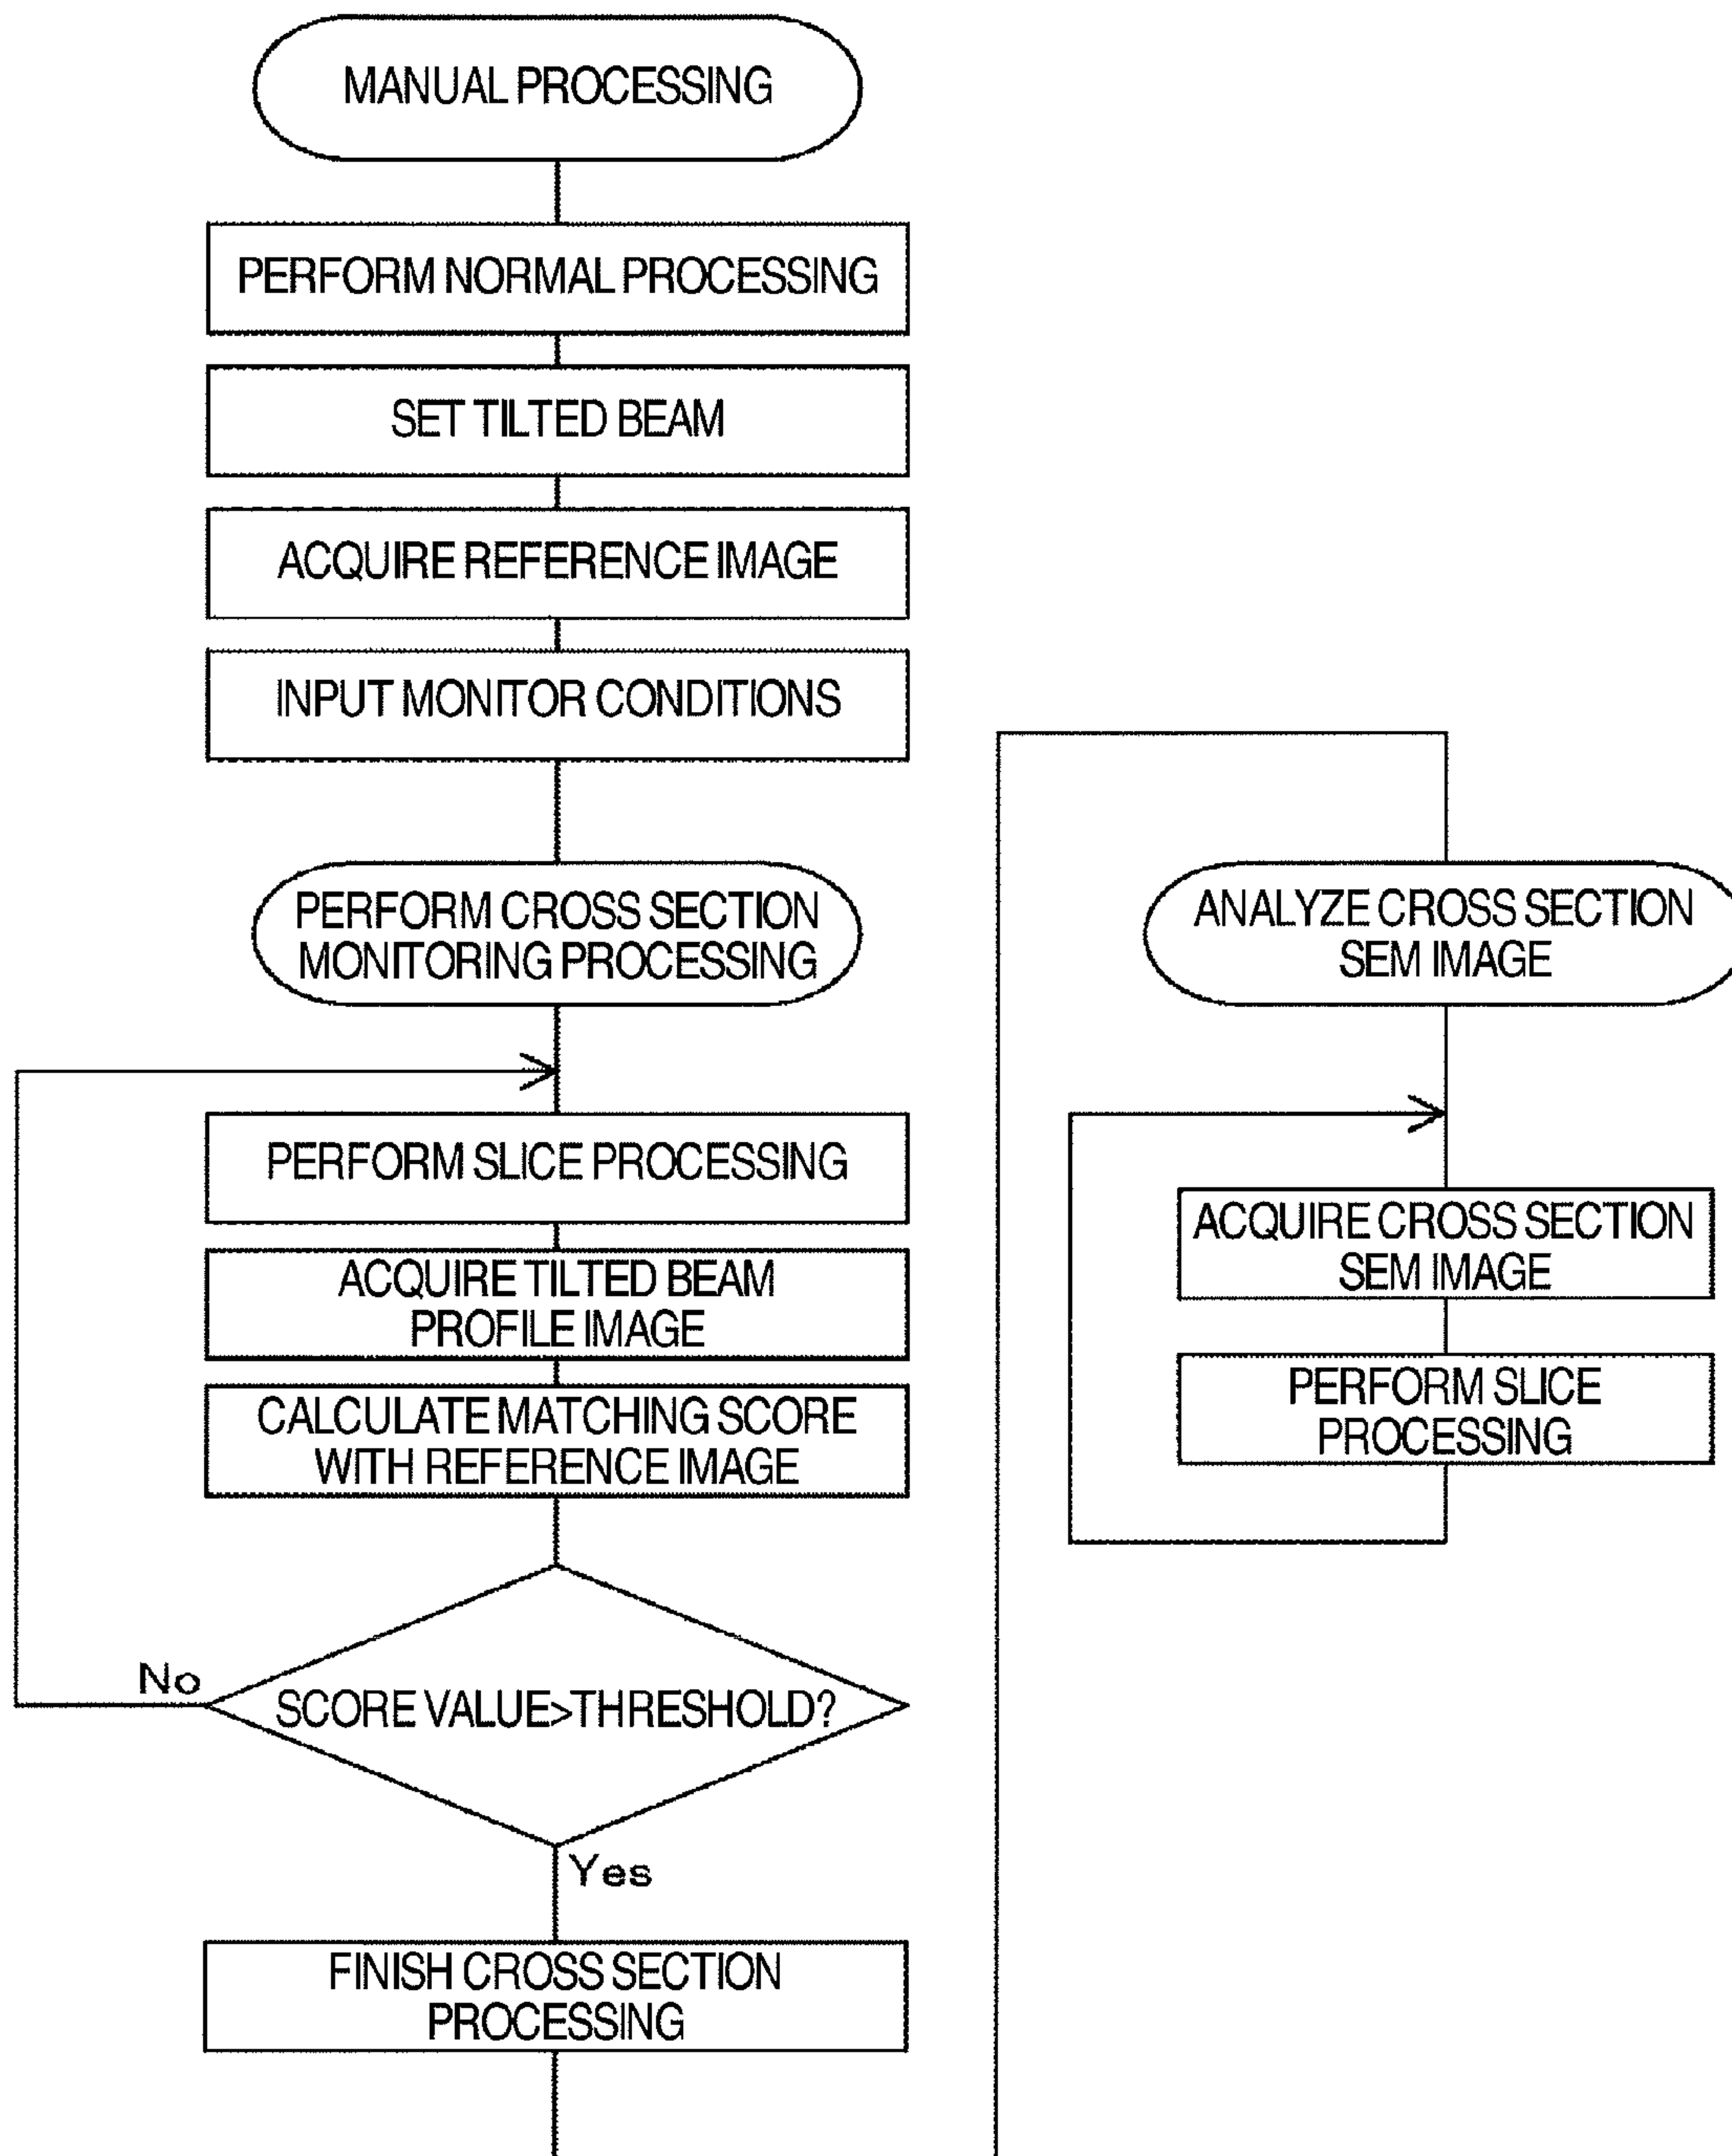 MANUAL PROCESSING
PERFORM NORMAL PROCESSING
SET TILTED BEAM
ACQUIRE REFERENCE IMAGE
INPUT MONITOR CONDITIONS
PERFORM CROSS SECTION
MONITORING PROCESSING
PERFORM SLICE PROCESSING
ACQUIRE TILTED BEAM
PROFILE IMAGE
CALCULATE MATCHING SCORE
WITH REFERENCE IMAGE
SCORE VALUE>THRESHOLD?
No
Yes
FINISH CROSS SECTION
PROCESSING
ANALYZE CROSS SECTION
SEM IMAGE
ACQUIRE CROSS SECTION
SEM IMAGE
PERFORM SLICE
PROCESSING